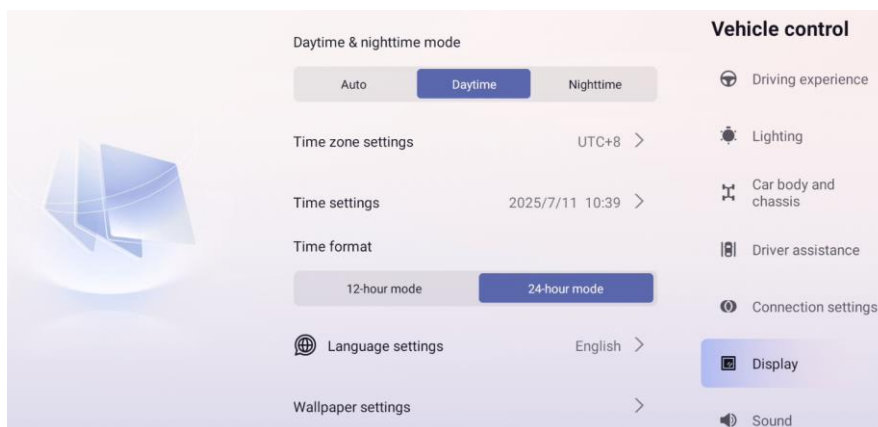 Daytime & nighttime mode
Auto Daytime Nighttime
Time zone settings UTC+8
Time settings 2025/7/11 10:39
Time format
12-hour mode 24-hour mode
Language settings English
Wallpaper settings
Vehicle control
Driving experience
Lighting
Car body and
chassis
Driver assistance
Connection settings
Display
Sound